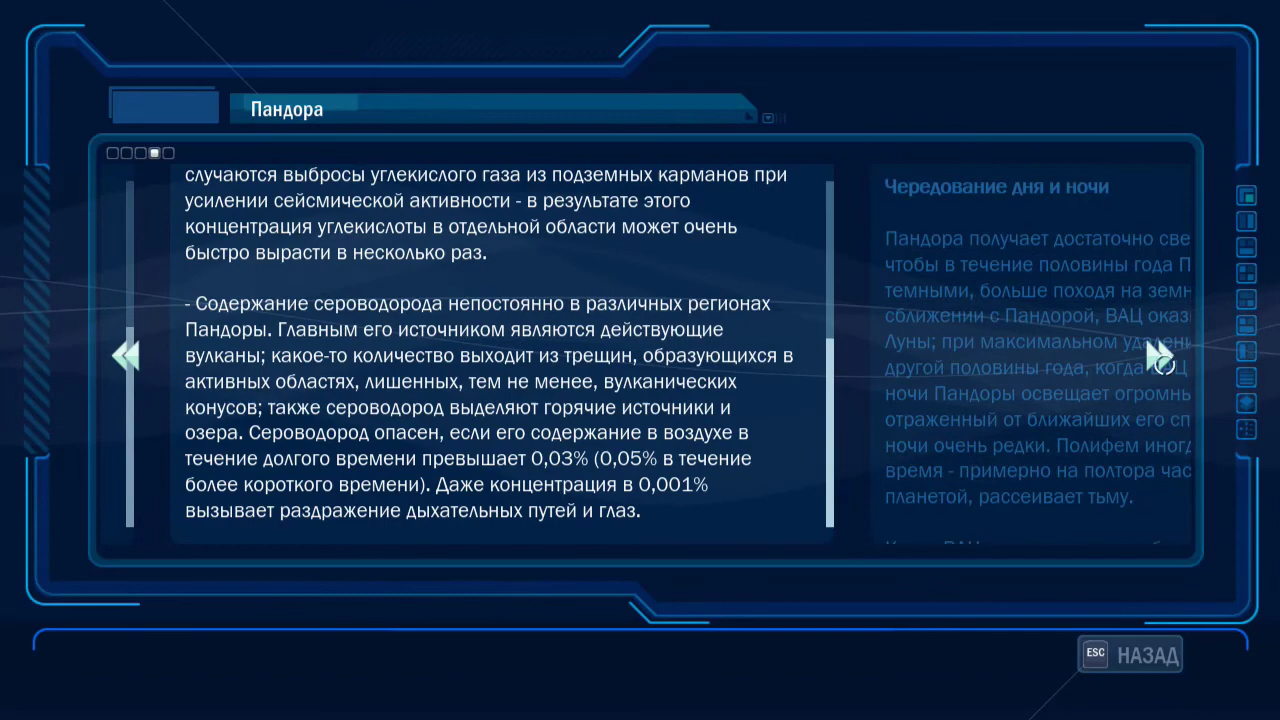 Пандора
случаются выбросы углекислого газа из подземных карманов при
усилении сейсмической активности - в результате этого
концентрация углекислоты в отдельной области может очень
быстро вырасти в несколько раз.
- Содержание сероводорода непостоянно в различных регионах
Пандоры. Главным его источником являются действующие
вулканы; какое-то количество выходит из трещин, образующихся в
активных областях, лишенных, тем не менее, вулканических
конусов; также сероводород выделяют горячие источники и
озера. Сероводород опасен, если его содержание в воздухе в
течение долгого времени превышает 0,03% (0,05% в течение
более короткого времени). Даже концентрация в 0,001%
вызывает раздражение дыхательных путей и глаз.
Чередование дня и ночи
Пандора получает достаточно све
чтобы в течение половины года П
темными, больше походя на земн
сближении с Пандорой, ВАЦ оказ
Луны; при максимальном удалени
другой половины года, когда
ночи Пандоры освещает огромны
отраженный от ближайших его сп
ночи очень редки. Полифем иногд
время - примерно на полтора час
планетой, рассеивает тьму.
ESC НАЗАД